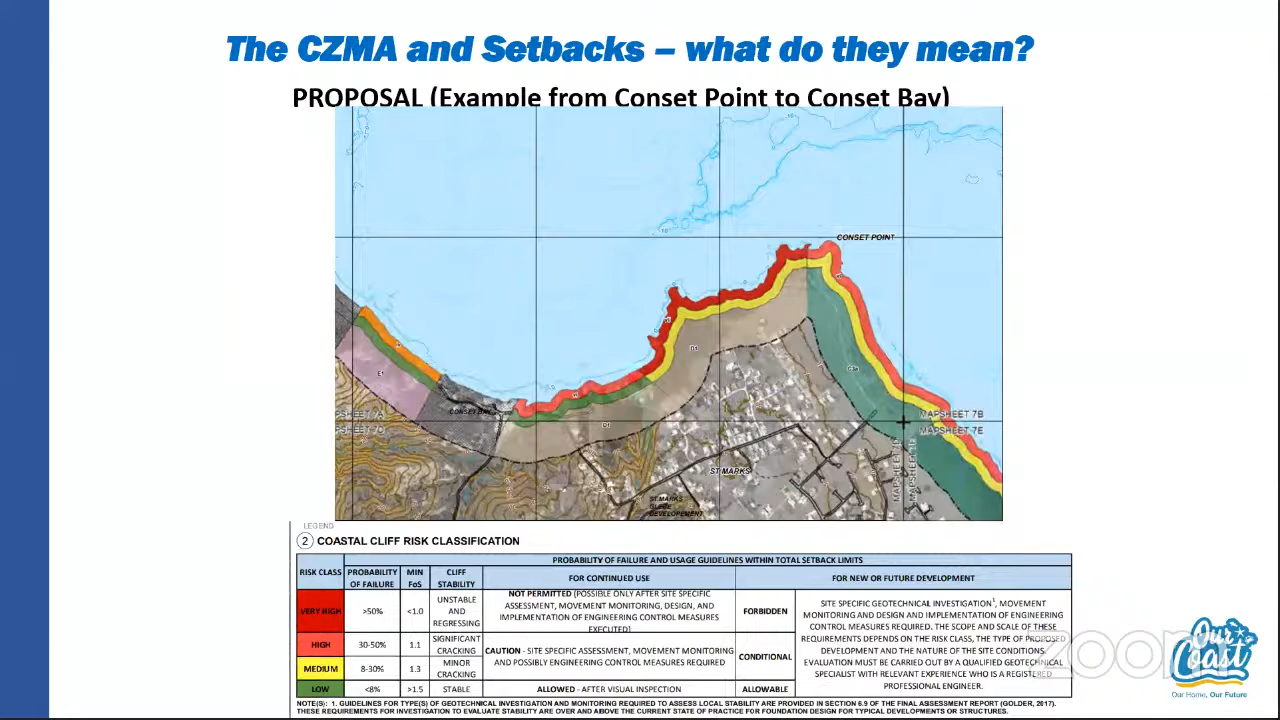 The CZMA and Setbacks – what do they mean?
PROPOSAL (Example from Conset Point to Conset Bay)
CONSET POINT
CONSET BAY
MAPSHEET 7B
MAPSHEET 7E
ST MARKS
LEGEND
2 COASTAL CLIFF RISK CLASSIFICATION
PROBABILITY OF FAILURE AND USAGE GUIDELINES WITHIN TOTAL SETBACK LIMITS
RISK CLASS PROBABILITY OF FAILURE MIN FoS CLIFF STABILITY FOR CONTINUED USE FOR NEW OR FUTURE DEVELOPMENT
VERY HIGH >50% <1.0 UNSTABLE AND REGRESSING
NOT PERMITTED (POSSIBLE ONLY AFTER SITE SPECIFIC
ASSESSMENT, MOVEMENT MONITORING, DESIGN, AND
IMPLEMENTATION OF ENGINEERING CONTROL MEASURES
EXECUTED)
FORBIDDEN
HIGH 30-50% 1.1 SIGNIFICANT CRACKING
MEDIUM 8-30% 1.3 MINOR CRACKING
CAUTION - SITE SPECIFIC ASSESSMENT, MOVEMENT MONITORING
AND POSSIBLY ENGINEERING CONTROL MEASURES REQUIRED
CONDITIONAL
LOW <8% >1.5 STABLE ALLOWED - AFTER VISUAL INSPECTION ALLOWABLE
SITE SPECIFIC GEOTECHNICAL INVESTIGATION¹, MOVEMENT
MONITORING AND DESIGN AND IMPLEMENTATION OF ENGINEERING
CONTROL MEASURES REQUIRED. THE SCOPE AND SCALE OF THESE
REQUIREMENTS DEPENDS ON THE RISK CLASS, THE TYPE OF PROPOSED
DEVELOPMENT AND THE NATURE OF THE SITE CONDITIONS.
EVALUATION MUST BE CARRIED OUT BY A QUALIFIED GEOTECHNICAL
SPECIALIST WITH RELEVANT EXPERIENCE WHO IS A REGISTERED
PROFESSIONAL ENGINEER.
NOTE(S): 1. GUIDELINES FOR TYPE(S) OF GEOTECHNICAL INVESTIGATION AND MONITORING REQUIRED TO ASSESS LOCAL STABILITY ARE PROVIDED IN SECTION 6.9 OF THE FINAL ASSESSMENT REPORT (GOLDER, 2017).
THESE REQUIREMENTS FOR INVESTIGATION TO EVALUATE STABILITY ARE OVER AND ABOVE THE CURRENT STATE OF PRACTICE FOR FOUNDATION DESIGN FOR TYPICAL DEVELOPMENTS OR STRUCTURES.
zoom
Our
Coast
Our Home, Our Future